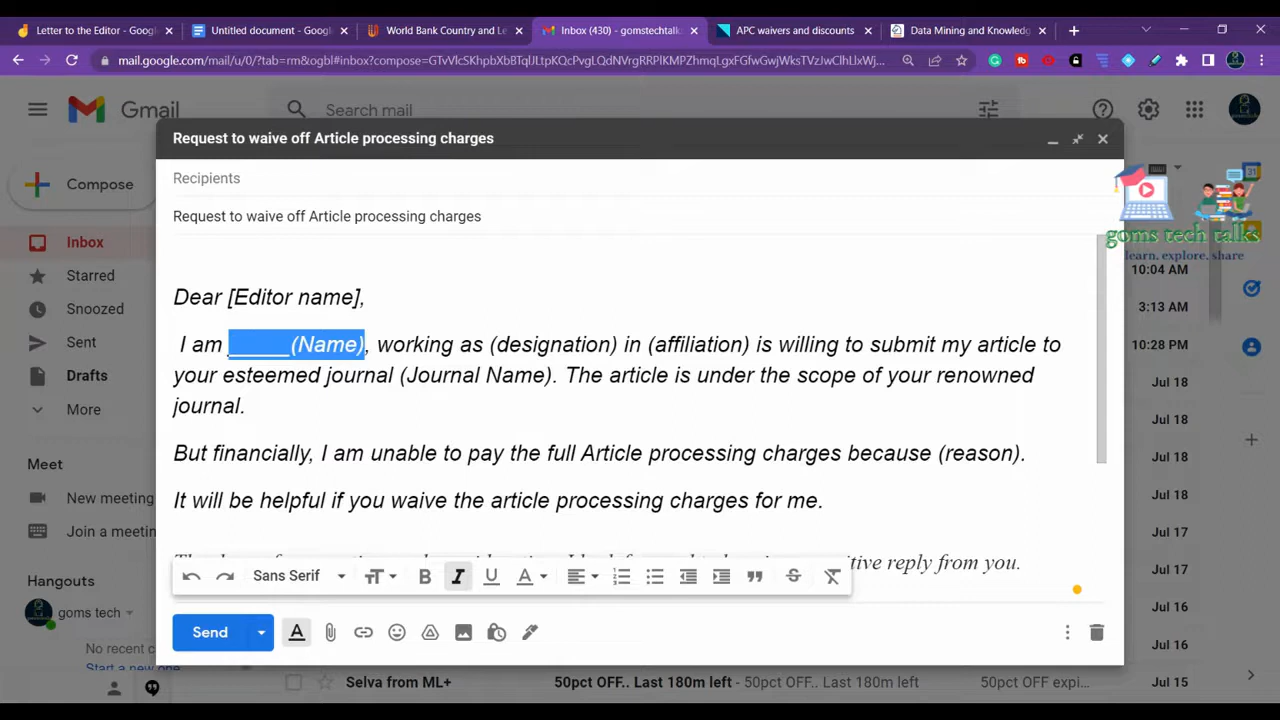 Letter to the Editor - Google
Untitled document - Google
World Bank Country and Le
Inbox (430) - gomstechtalk
APC waivers and discounts
Data Mining and Knowledg
mail.google.com/mail/u/0/?tab=rm&ogbl#inbox?compose=
Gmail
Search mail
Request to waive off Article processing charges
Compose
Recipients
Request to waive off Article processing charges
goms tech talks
learn. explore. share
Inbox
Starred
Snoozed
Sent
Drafts
More
Dear [Editor name],
I am _____(Name), working as (designation) in (affiliation) is willing to submit my article to
your esteemed journal (Journal Name). The article is under the scope of your renowned
journal.
But financially, I am unable to pay the full Article processing charges because (reason).
It will be helpful if you waive the article processing charges for me.
reply from you.
10:04 AM
3:13 AM
10:28 PM
Jul 18
Jul 18
Jul 18
Jul 18
Jul 17
Jul 17
Jul 16
Jul 16
Jul 15
Meet
New meeting
Join a meetin
Hangouts
goms tech
No recent c
Start a new one
Sans Serif
Send
Selva from ML+
50pct OFF.. Last 180m left - 50pct OFF.. Last 180m left
50pct OFF expi...